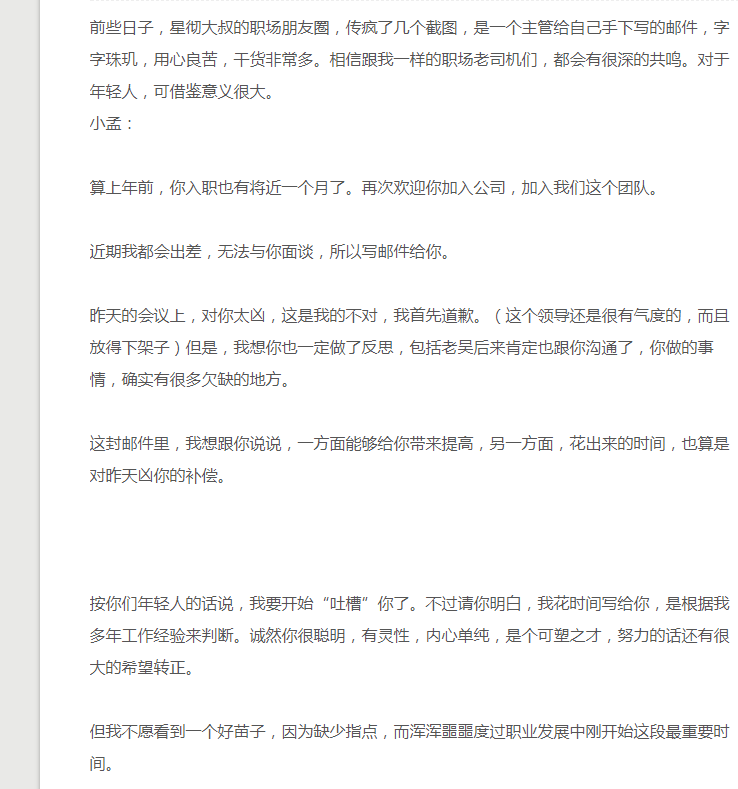 前些日子，星彻大叔的职场朋友圈，传疯了几个截图，是一个主管给自己手下写的邮件，字
字珠玑，用心良苦，干货非常多。相信跟我一样的职场老司机们，都会有很深的共鸣。对于
年轻人，可借鉴意义很大。
小孟：
算上年前，你入职也有将近一个月了。再次欢迎你加入公司，加入我们这个团队。
近期我都会出差，无法与你面谈，所以写邮件给你。
昨天的会议上，对你太凶，这是我的不对，我首先道歉。（这个领导还是很有气度的，而且
放得下架子）但是，我想你也一定做了反思，包括老吴后来肯定也跟你沟通了，你做的事
情，确实有很多欠缺的地方。
这封邮件里，我想跟你说说，一方面能够给你带来提高，另一方面，花出来的时间，也算是
对昨天凶你的补偿。
按你们年轻人的话说，我要开始“吐槽”你了。不过请你明白，我花时间写给你，是根据我
多年工作经验来判断。诚然你很聪明，有灵性，内心单纯，是个可塑之才，努力的话还有很
大的希望转正。
但我不愿看到一个好苗子，因为缺少指点，而浑浑噩噩度过职业发展中刚开始这段最重要时
间。